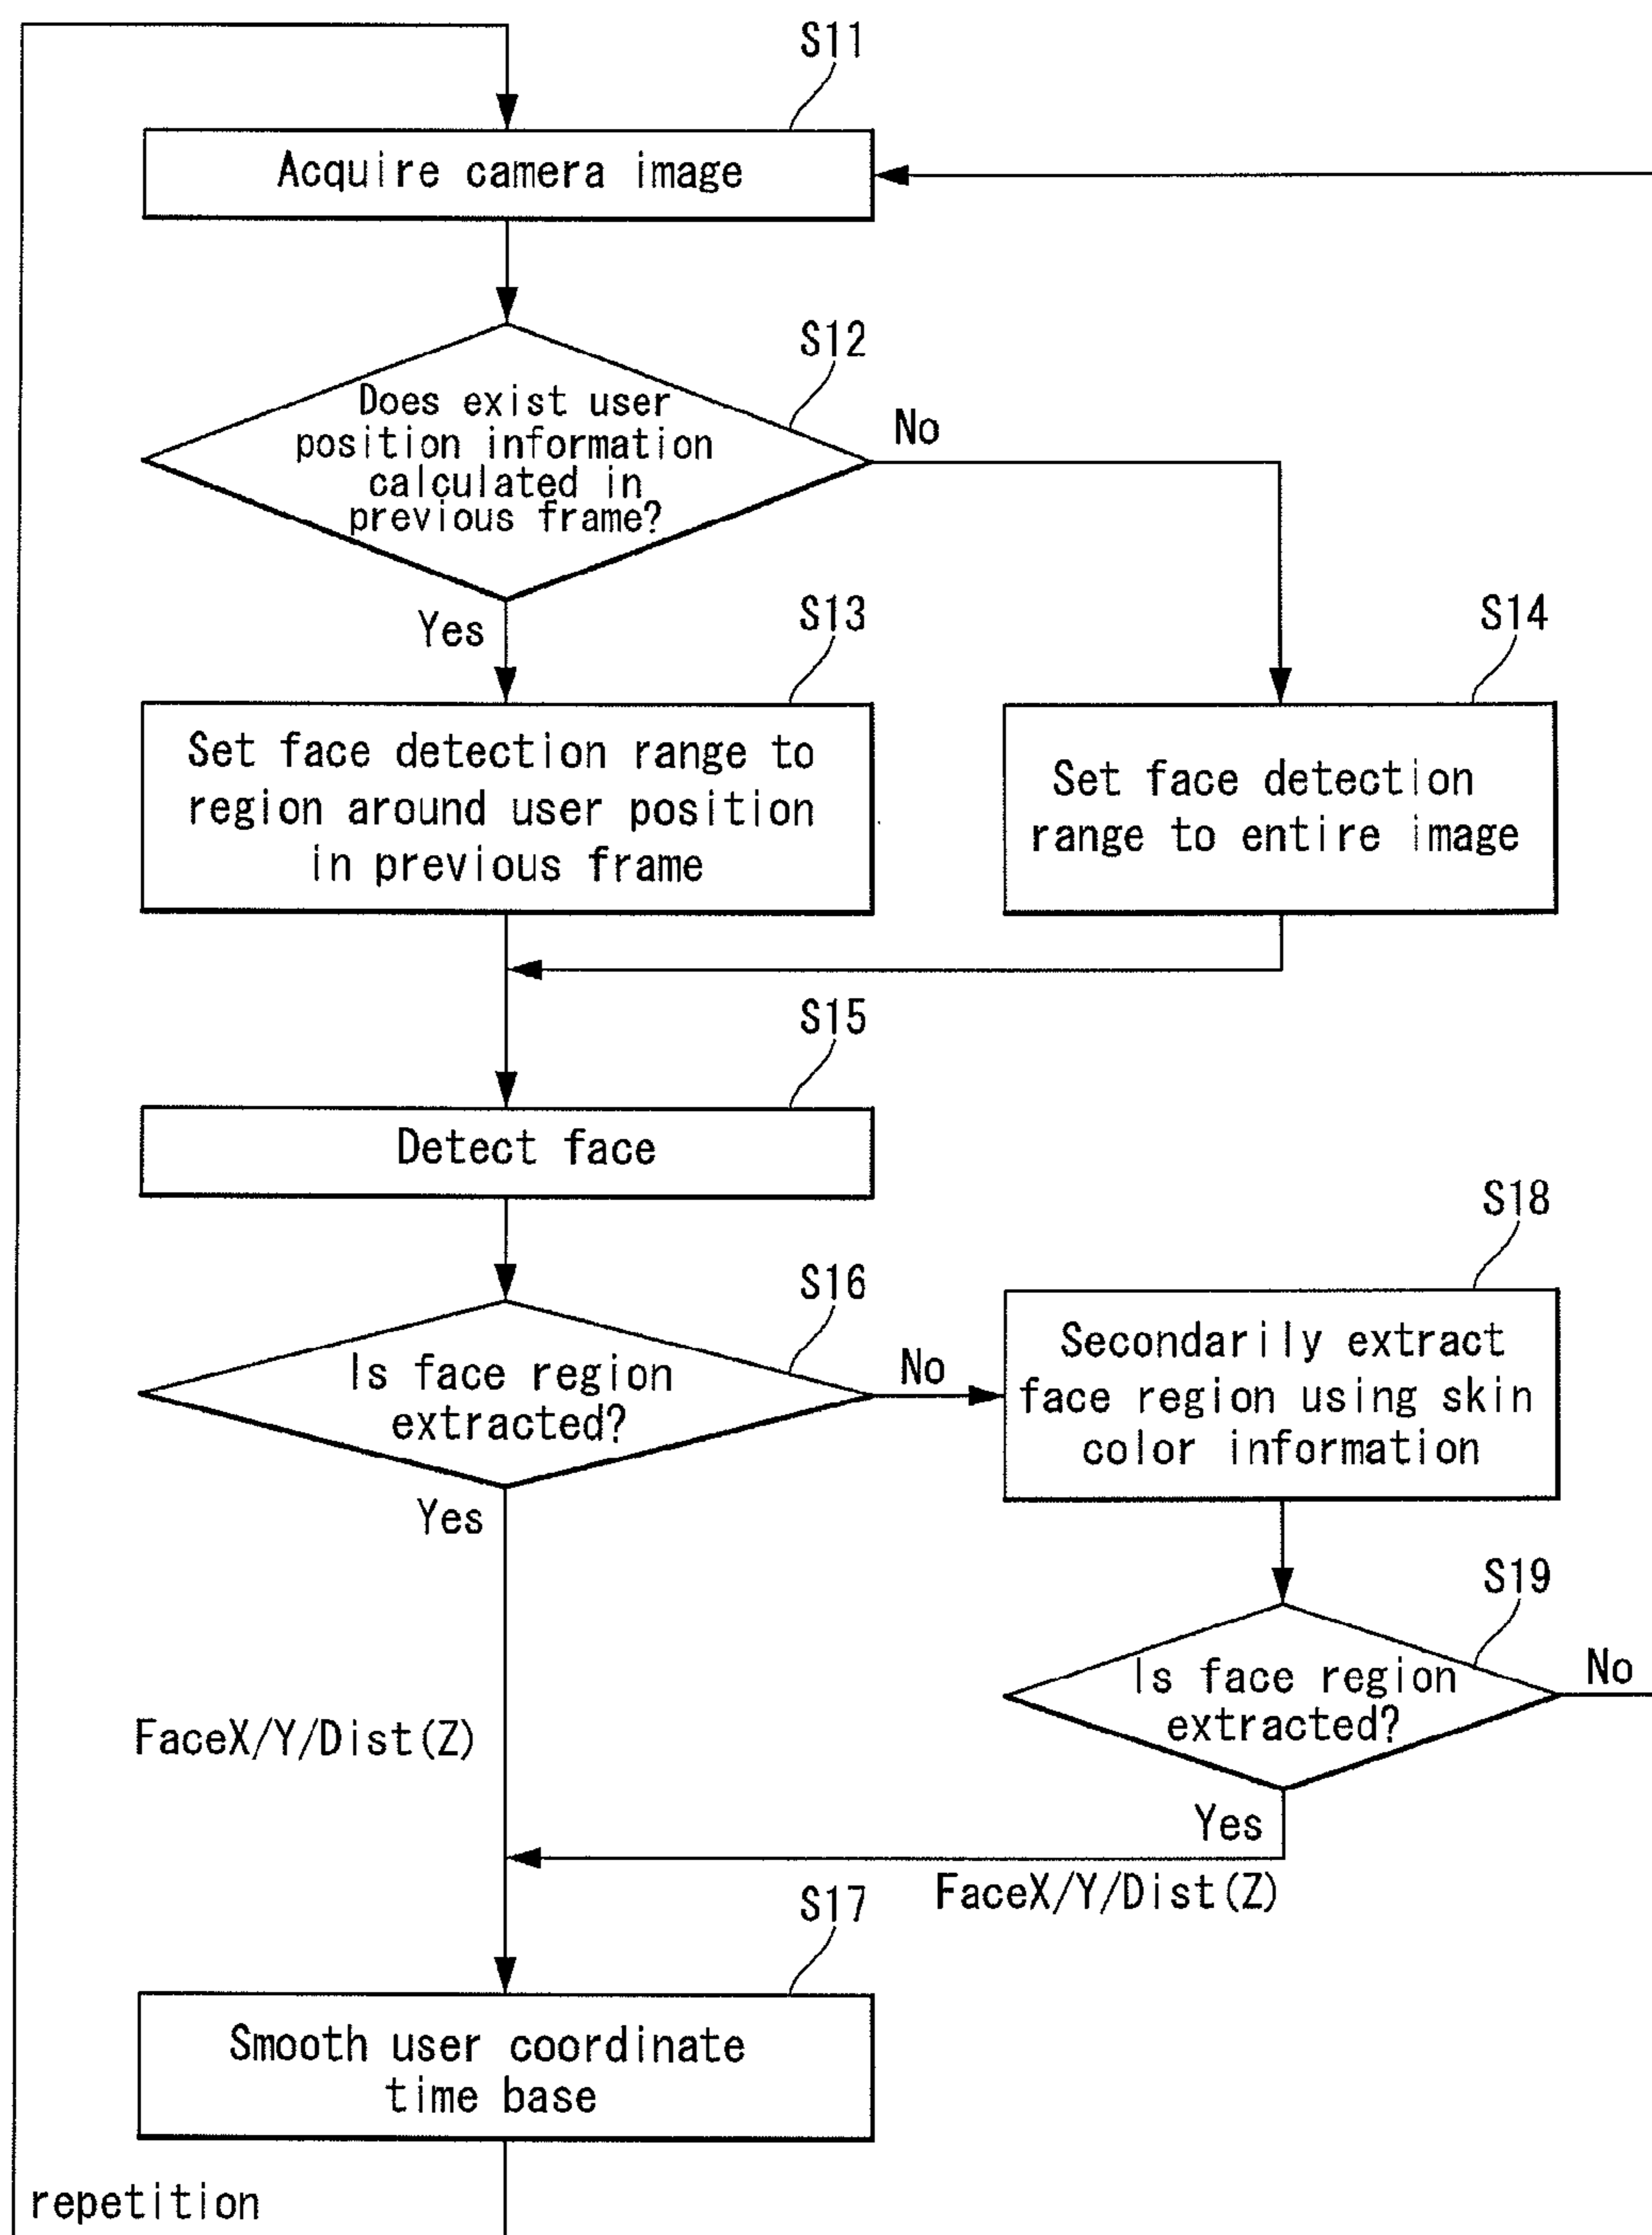 S11
Acquire camera image
S12
Does exist user
position information
calculated in
previous frame?
No
Yes
S13
S14
Set face detection range to
region around user position
in previous frame
Set face detection
range to entire image
S15
Detect face
S18
S16
Is face region
extracted?
No
Secondarily extract
face region using skin
color information
Yes
S19
Is face region
extracted?
No
FaceX/Y/Dist(Z)
Yes
FaceX/Y/Dist(Z)
S17
Smooth user coordinate
time base
repetition